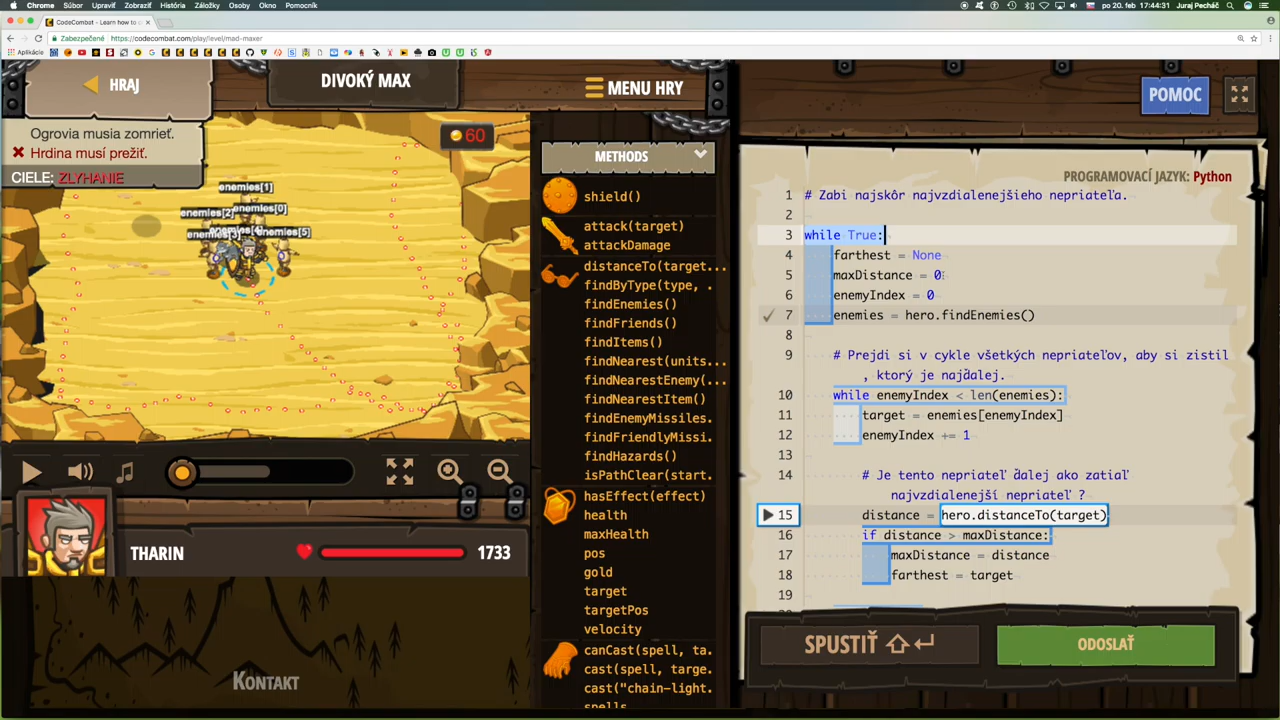 Chrome Súbor Upraviť Zobraziť História Záložky Osoby Okno Pomocník
po 20. feb 17:44:31 Juraj Pecháč
CodeCombat - Learn how to
Zabezpečené https://codecombat.com/play/level/mad-maxer
Aplikácie
HRAJ
DIVOKÝ MAX
MENU HRY
POMOC
Ogrovia musia zomrieť.
Hrdina musí prežiť.
CIELE: ZLYHANIE
60
enemies[1]
enemies[2]
enemies[0]
enemies[3]
enemies[4]
enemies[5]
THARIN
1733
KONTAKT
METHODS
shield()
attack(target)
attackDamage
distanceTo(target...
findByType(type, .
findEnemies()
findFriends()
findItems()
findNearest(units...
findNearestEnemy(...
findNearestItem()
findEnemyMissiles.
findFriendlyMissi.
findHazards()
isPathClear(start.
hasEffect(effect)
health
maxHealth
pos
gold
target
targetPos
velocity
canCast(spell, ta.
cast(spell, targe.
cast("chain-light.
spells
PROGRAMOVACÍ JAZYK: Python
1 # Zabi najskôr najvzdialenejšieho nepriateľa.
2
3 while True:
4 farthest = None
5 maxDistance = 0
6 enemyIndex = 0
7 enemies = hero.findEnemies()
8
9 # Prejdi si v cykle všetkých nepriateľov, aby si zistil
, ktorý je najďalej.
10 while enemyIndex < len(enemies):
11 target = enemies[enemyIndex]
12 enemyIndex += 1
13
14 # Je tento nepriateľ ďalej ako zatiaľ
najvzdialenejší nepriateľ ?
15 distance = hero.distanceTo(target)
16 if distance > maxDistance:
17 maxDistance = distance
18 farthest = target
19
SPUSTIŤ
ODOSLAŤ